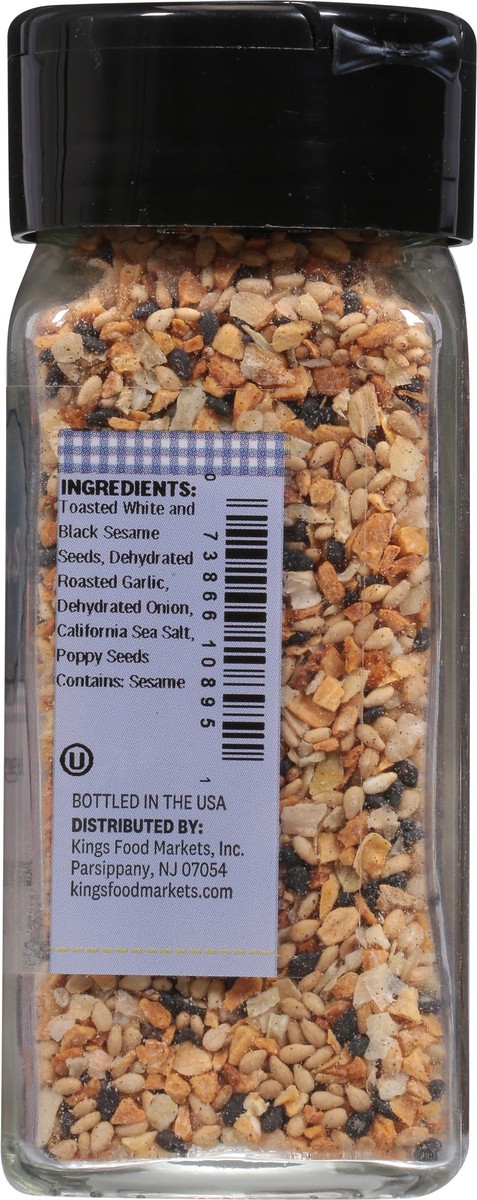 INGREDIENTS:
Toasted White and
Black Sesame
Seeds, Dehydrated
Roasted Garlic,
Dehydrated Onion,
California Sea Salt,
Poppy Seeds
Contains: Sesame
0 73866 10895 1
U
BOTTLED IN THE USA
DISTRIBUTED BY:
Kings Food Markets, Inc.
Parsippany, NJ 07054
kingsfoodmarkets.com